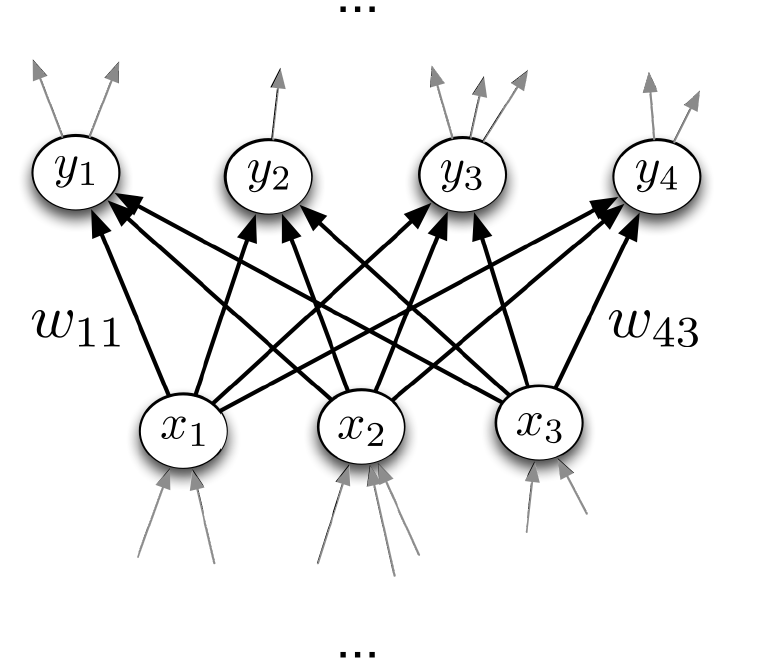 ...
y₁ y₂ y₃ y₄
w₁₁ w₄₃
x₁ x₂ x₃
...